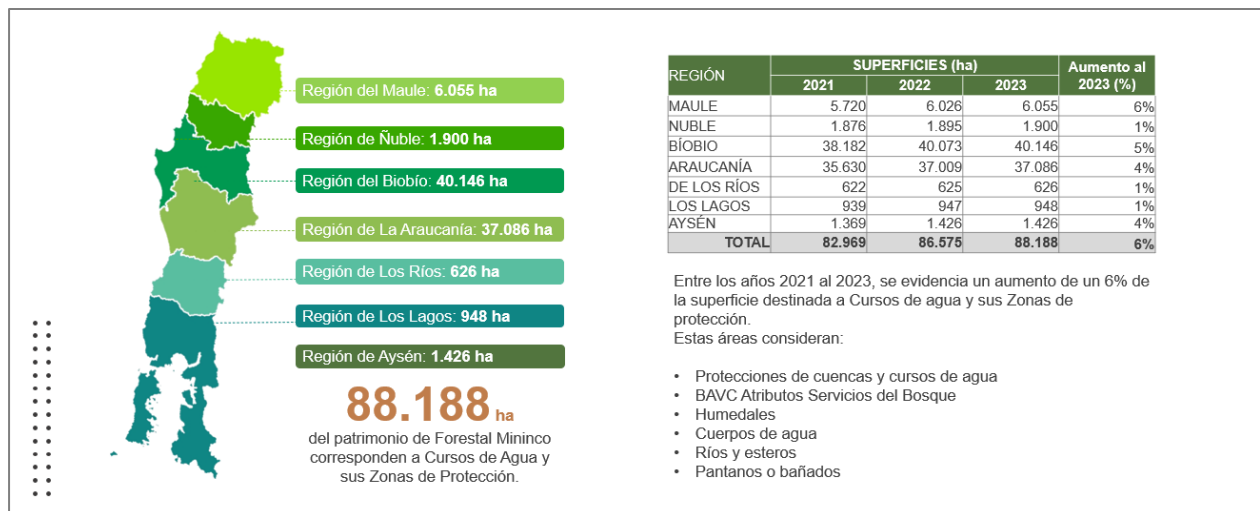 Región del Maule: 6.055 ha
Región de Ñuble: 1.900 ha
Región del Biobío: 40.146 ha
Región de La Araucanía: 37.086 ha
Región de Los Ríos: 626 ha
Región de Los Lagos: 948 ha
Región de Aysén: 1.426 ha
88.188 ha
del patrimonio de Forestal Mininco
corresponden a Cursos de Agua y
sus Zonas de Protección.
REGIÓN SUPERFICIES (ha) Aumento al 2023 (%)
2021 2022 2023
MAULE 5.720 6.026 6.055 6%
NUBLE 1.876 1.895 1.900 1%
BÍOBIO 38.182 40.073 40.146 5%
ARAUCANÍA 35.630 37.009 37.086 4%
DE LOS RÍOS 622 625 626 1%
LOS LAGOS 939 947 948 1%
AYSÉN 1.369 1.426 1.426 4%
TOTAL 82.969 86.575 88.188 6%
Entre los años 2021 al 2023, se evidencia un aumento de un 6% de
la superficie destinada a Cursos de agua y sus Zonas de
protección.
Estas áreas consideran:
• Protecciones de cuencas y cursos de agua
• BAVC Atributos Servicios del Bosque
• Humedales
• Cuerpos de agua
• Ríos y esteros
• Pantanos o bañados